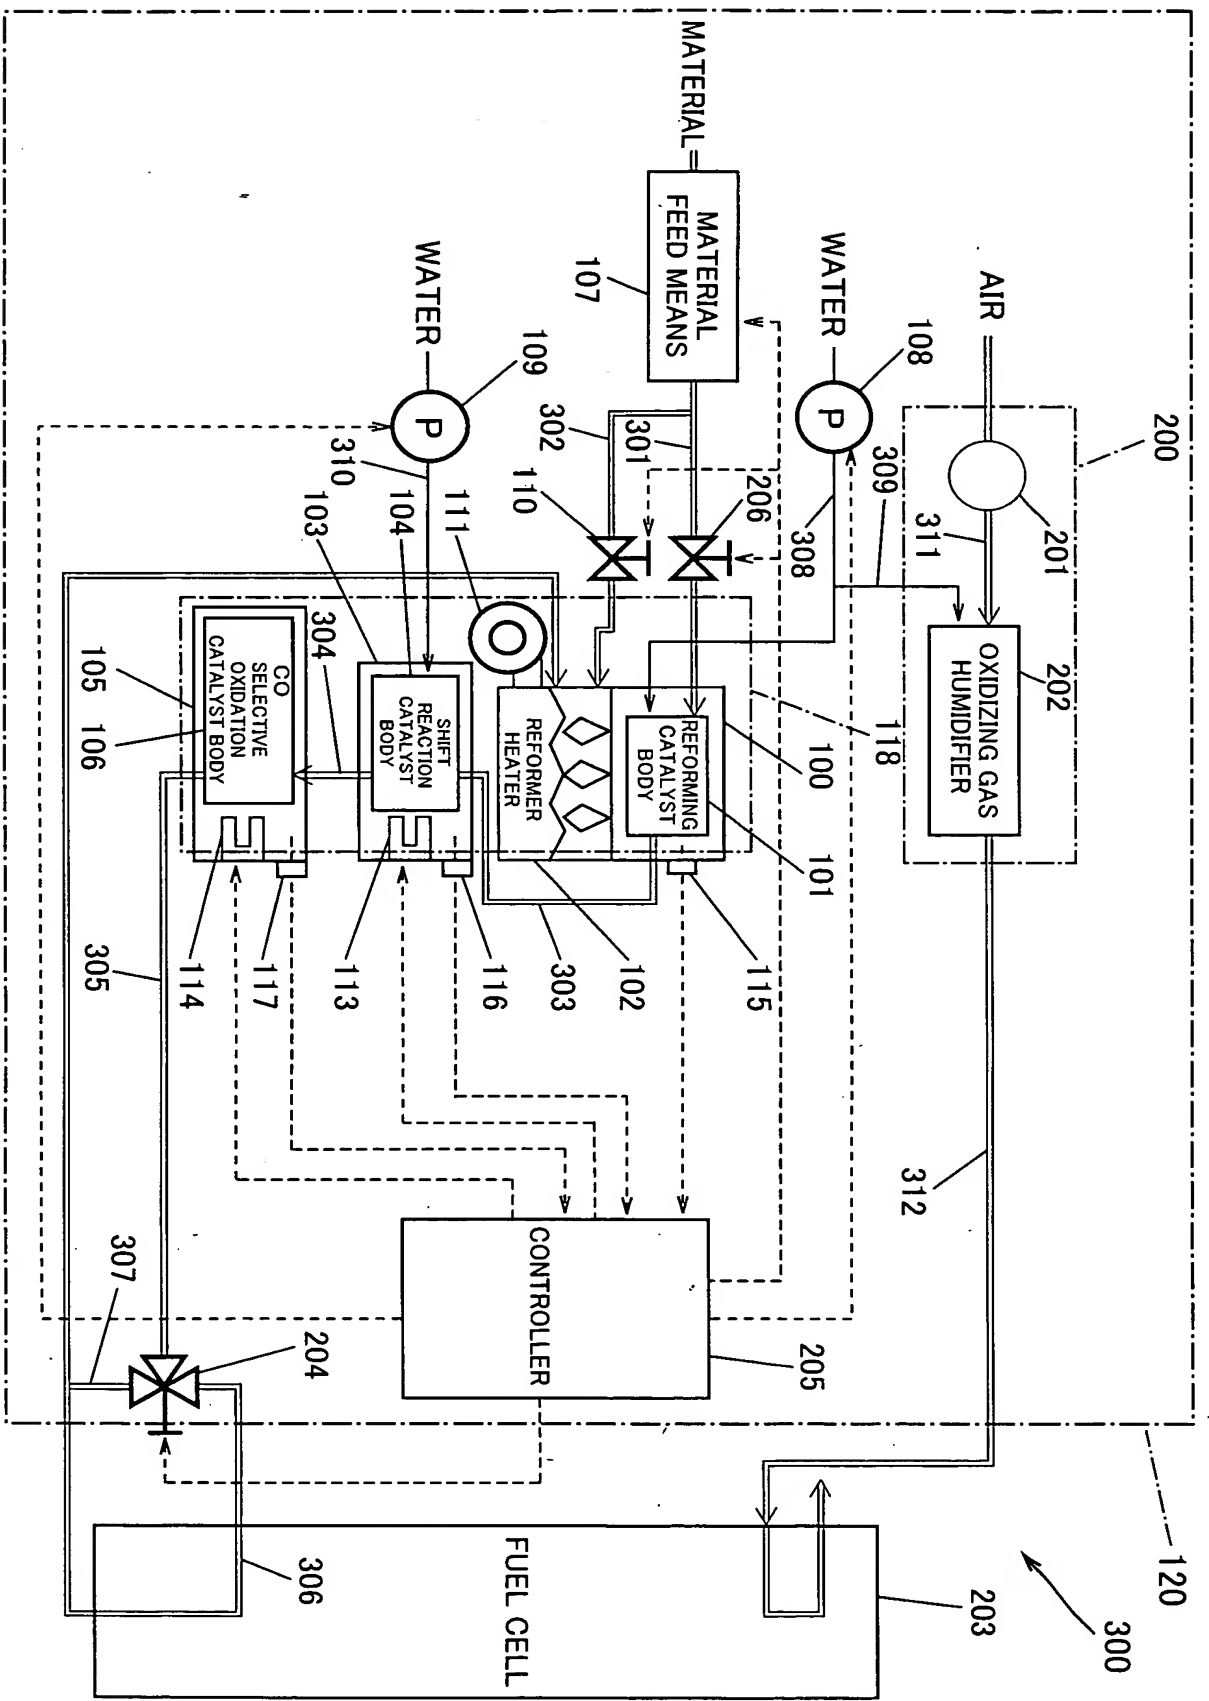 300
120
200
AIR
201
311
OXIDIZING GAS
HUMIDIFIER
202
312
203
FUEL CELL
108
WATER
P
309
308
MATERIAL
MATERIAL
FEED MEANS
107
301
302
206
110
118
100
REFORMING
CATALYST
BODY
101
115
REFORMER
HEATER
102
303
111
109
WATER
P
310
104
103
SHIFT
REACTION
CATALYST
BODY
116
113
304
CO
SELECTIVE
OXIDATION
CATALYST BODY
105
106
117
114
305
CONTROLLER
205
204
307
306